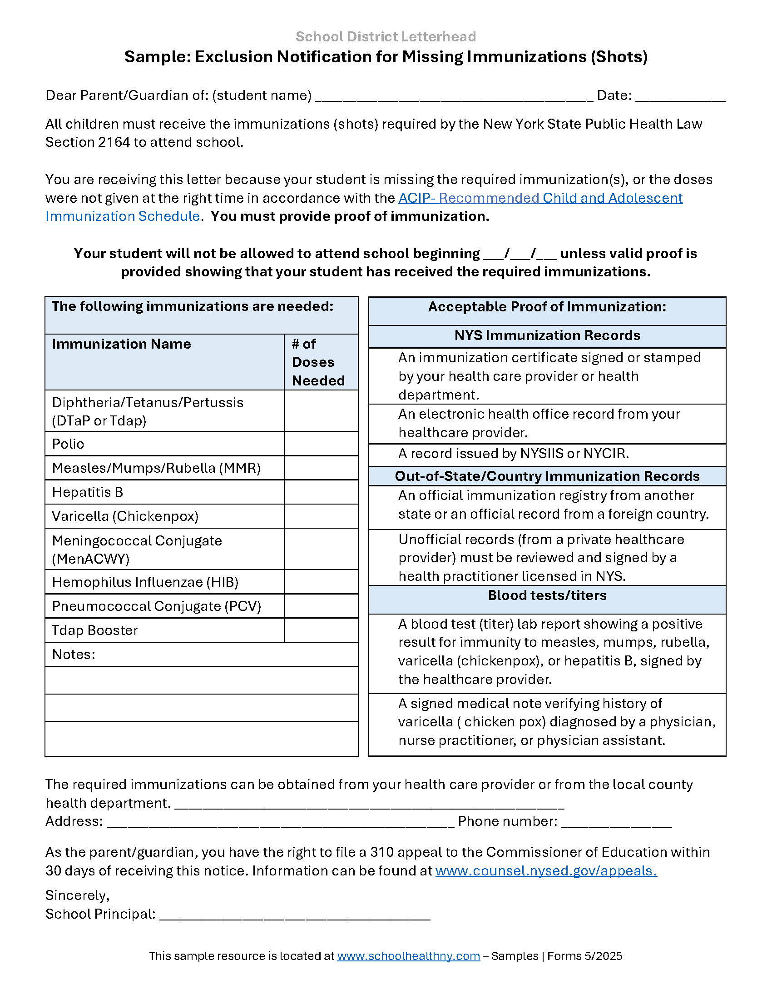 School District Letterhead
Sample: Exclusion Notification for Missing Immunizations (Shots)
Dear Parent/Guardian of: (student name) ________________________________________ Date: _____________
All children must receive the immunizations (shots) required by the New York State Public Health Law
Section 2164 to attend school.
You are receiving this letter because your student is missing the required immunization(s), or the doses
were not given at the right time in accordance with the ACIP- Recommended Child and Adolescent
Immunization Schedule.  You must provide proof of immunization.
Your student will not be allowed to attend school beginning ___/___/___ unless valid proof is
provided showing that your student has received the required immunizations.
The following immunizations are needed:
Immunization Name
# of
Doses
Needed
Diphtheria/Tetanus/Pertussis
(DTaP or Tdap)
Polio
Measles/Mumps/Rubella (MMR)
Hepatitis B
Varicella (Chickenpox)
Meningococcal Conjugate
(MenACWY)
Hemophilus Influenzae (HIB)
Pneumococcal Conjugate (PCV)
Tdap Booster
Notes:
Acceptable Proof of Immunization:
NYS Immunization Records
An immunization certificate signed or stamped
by your health care provider or health
department.
An electronic health office record from your
healthcare provider.
A record issued by NYSIIS or NYCIR.
Out-of-State/Country Immunization Records
An official immunization registry from another
state or an official record from a foreign country.
Unofficial records (from a private healthcare
provider) must be reviewed and signed by a
health practitioner licensed in NYS.
Blood tests/titers
A blood test (titer) lab report showing a positive
result for immunity to measles, mumps, rubella,
varicella (chickenpox), or hepatitis B, signed by
the healthcare provider.
A signed medical note verifying history of
varicella ( chicken pox) diagnosed by a physician,
nurse practitioner, or physician assistant.
The required immunizations can be obtained from your health care provider or from the local county
health department. ________________________________________________________
Address: __________________________________________________ Phone number: ________________
As the parent/guardian, you have the right to file a 310 appeal to the Commissioner of Education within
30 days of receiving this notice. Information can be found at www.counsel.nysed.gov/appeals.
Sincerely,
School Principal: _______________________________________
This sample resource is located at www.schoolhealthny.com – Samples | Forms 5/2025